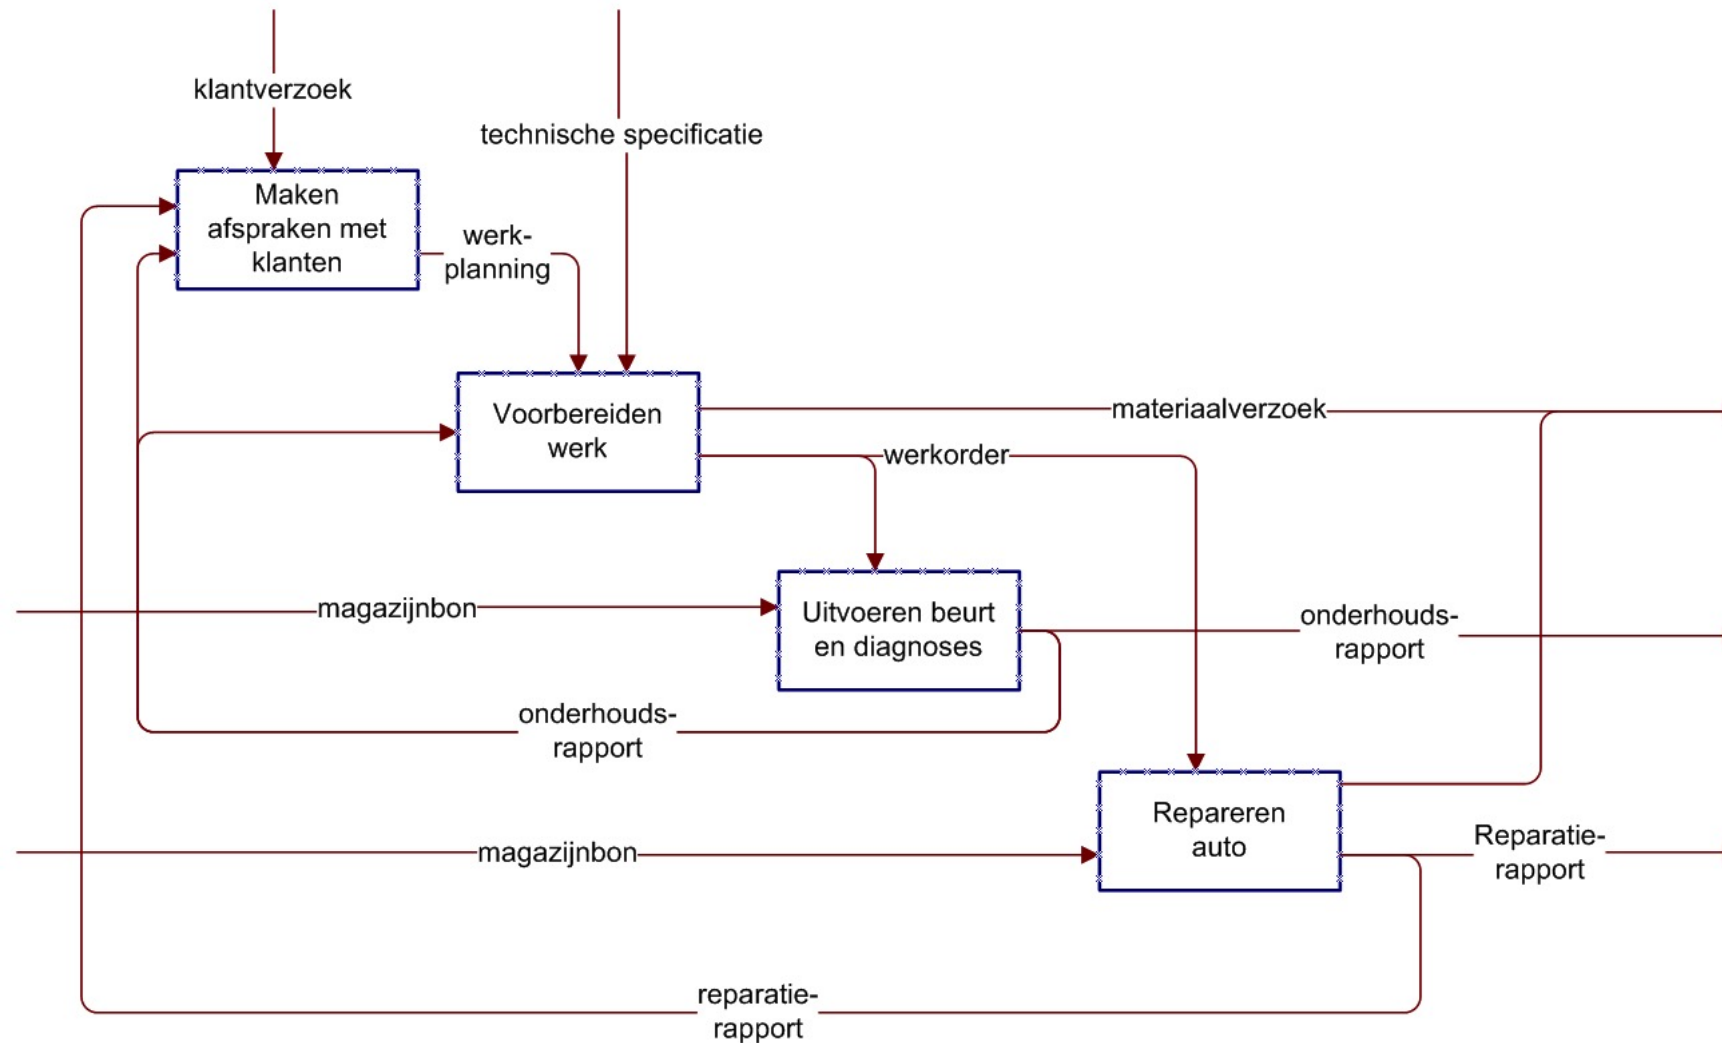 klantverzoek
technische specificatie
Maken
afspraken met
klanten
werk-
planning
Voorbereiden
werk
materiaalverzoek
werkorder
magazijnbon
Uitvoeren beurt
en diagnoses
onderhouds-
rapport
onderhouds-
rapport
Repareren
auto
magazijnbon
Reparatie-
rapport
reparatie-
rapport